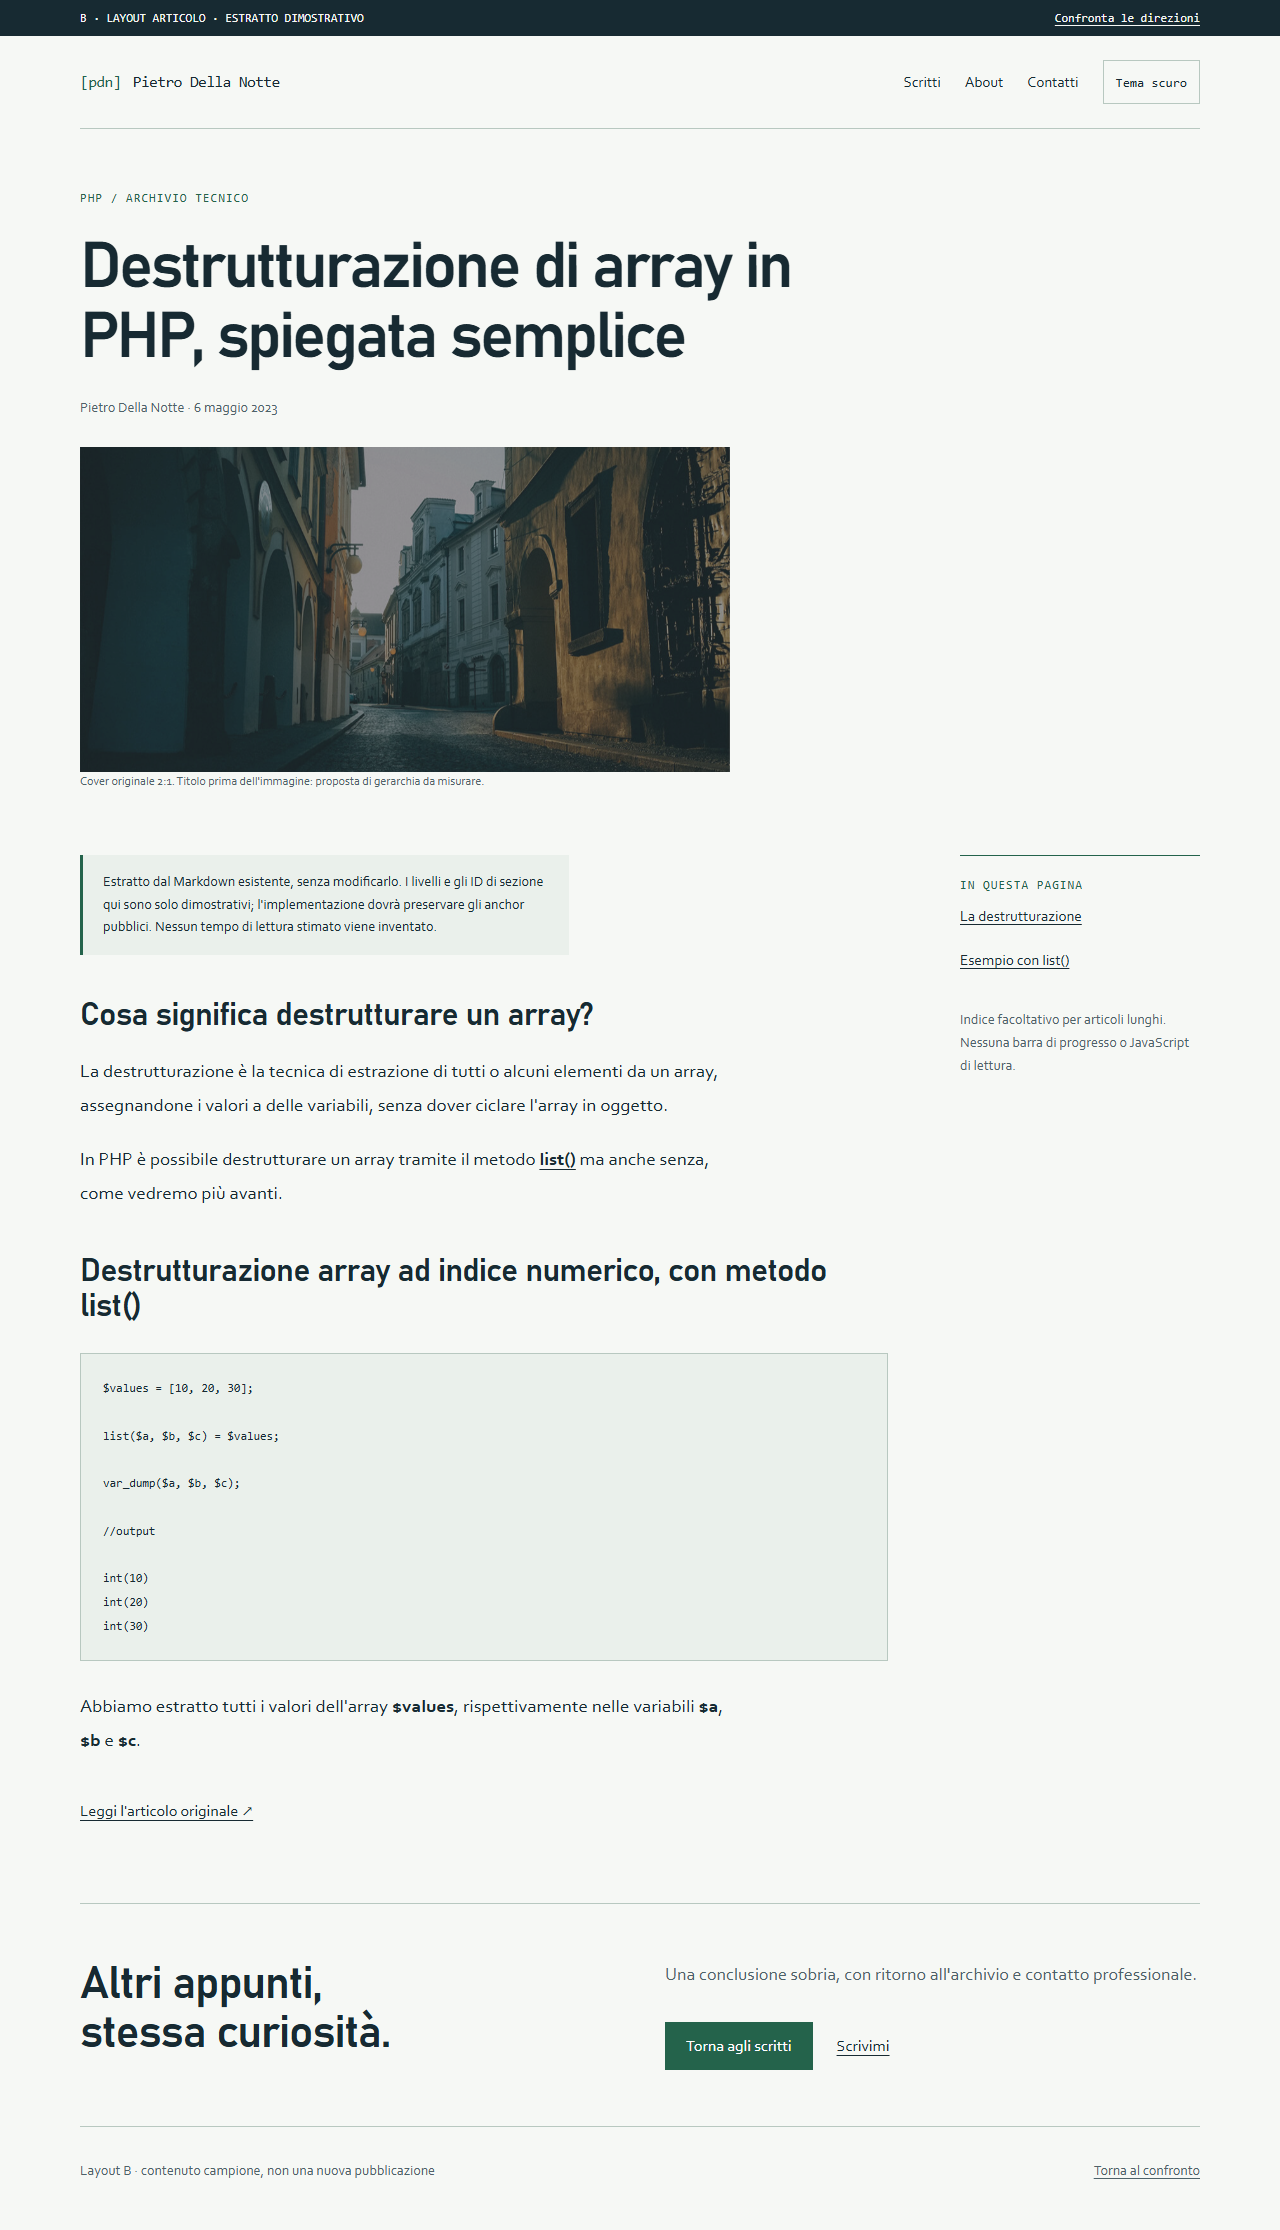 B · LAYOUT ARTICOLO · ESTRATTO DIMOSTRATIVO
Confronta le direzioni
[pdn] Pietro Della Notte
Scritti
About
Contatti
Tema scuro
PHP / ARCHIVIO TECNICO
Destrutturazione di array in
PHP, spiegata semplice
Pietro Della Notte · 6 maggio 2023
Cover originale 2:1. Titolo prima dell'immagine: proposta di gerarchia da misurare.
Estratto dal Markdown esistente, senza modificarlo. I livelli e gli ID di sezione
qui sono solo dimostrativi; l'implementazione dovrà preservare gli anchor
pubblici. Nessun tempo di lettura stimato viene inventato.
Cosa significa destrutturare un array?
La destrutturazione è la tecnica di estrazione di tutti o alcuni elementi da un array,
assegnandone i valori a delle variabili, senza dover ciclare l'array in oggetto.
In PHP è possibile destrutturare un array tramite il metodo list() ma anche senza,
come vedremo più avanti.
Destrutturazione array ad indice numerico, con metodo
list()
$values = [10, 20, 30];
list($a, $b, $c) = $values;
var_dump($a, $b, $c);
//output
int(10)
int(20)
int(30)
Abbiamo estratto tutti i valori dell'array $values, rispettivamente nelle variabili $a,
$b e $c.
Leggi l'articolo originale ↗
IN QUESTA PAGINA
La destrutturazione
Esempio con list()
Indice facoltativo per articoli lunghi.
Nessuna barra di progresso o JavaScript
di lettura.
Altri appunti,
stessa curiosità.
Una conclusione sobria, con ritorno all'archivio e contatto professionale.
Torna agli scritti
Scrivimi
Layout B · contenuto campione, non una nuova pubblicazione
Torna al confronto